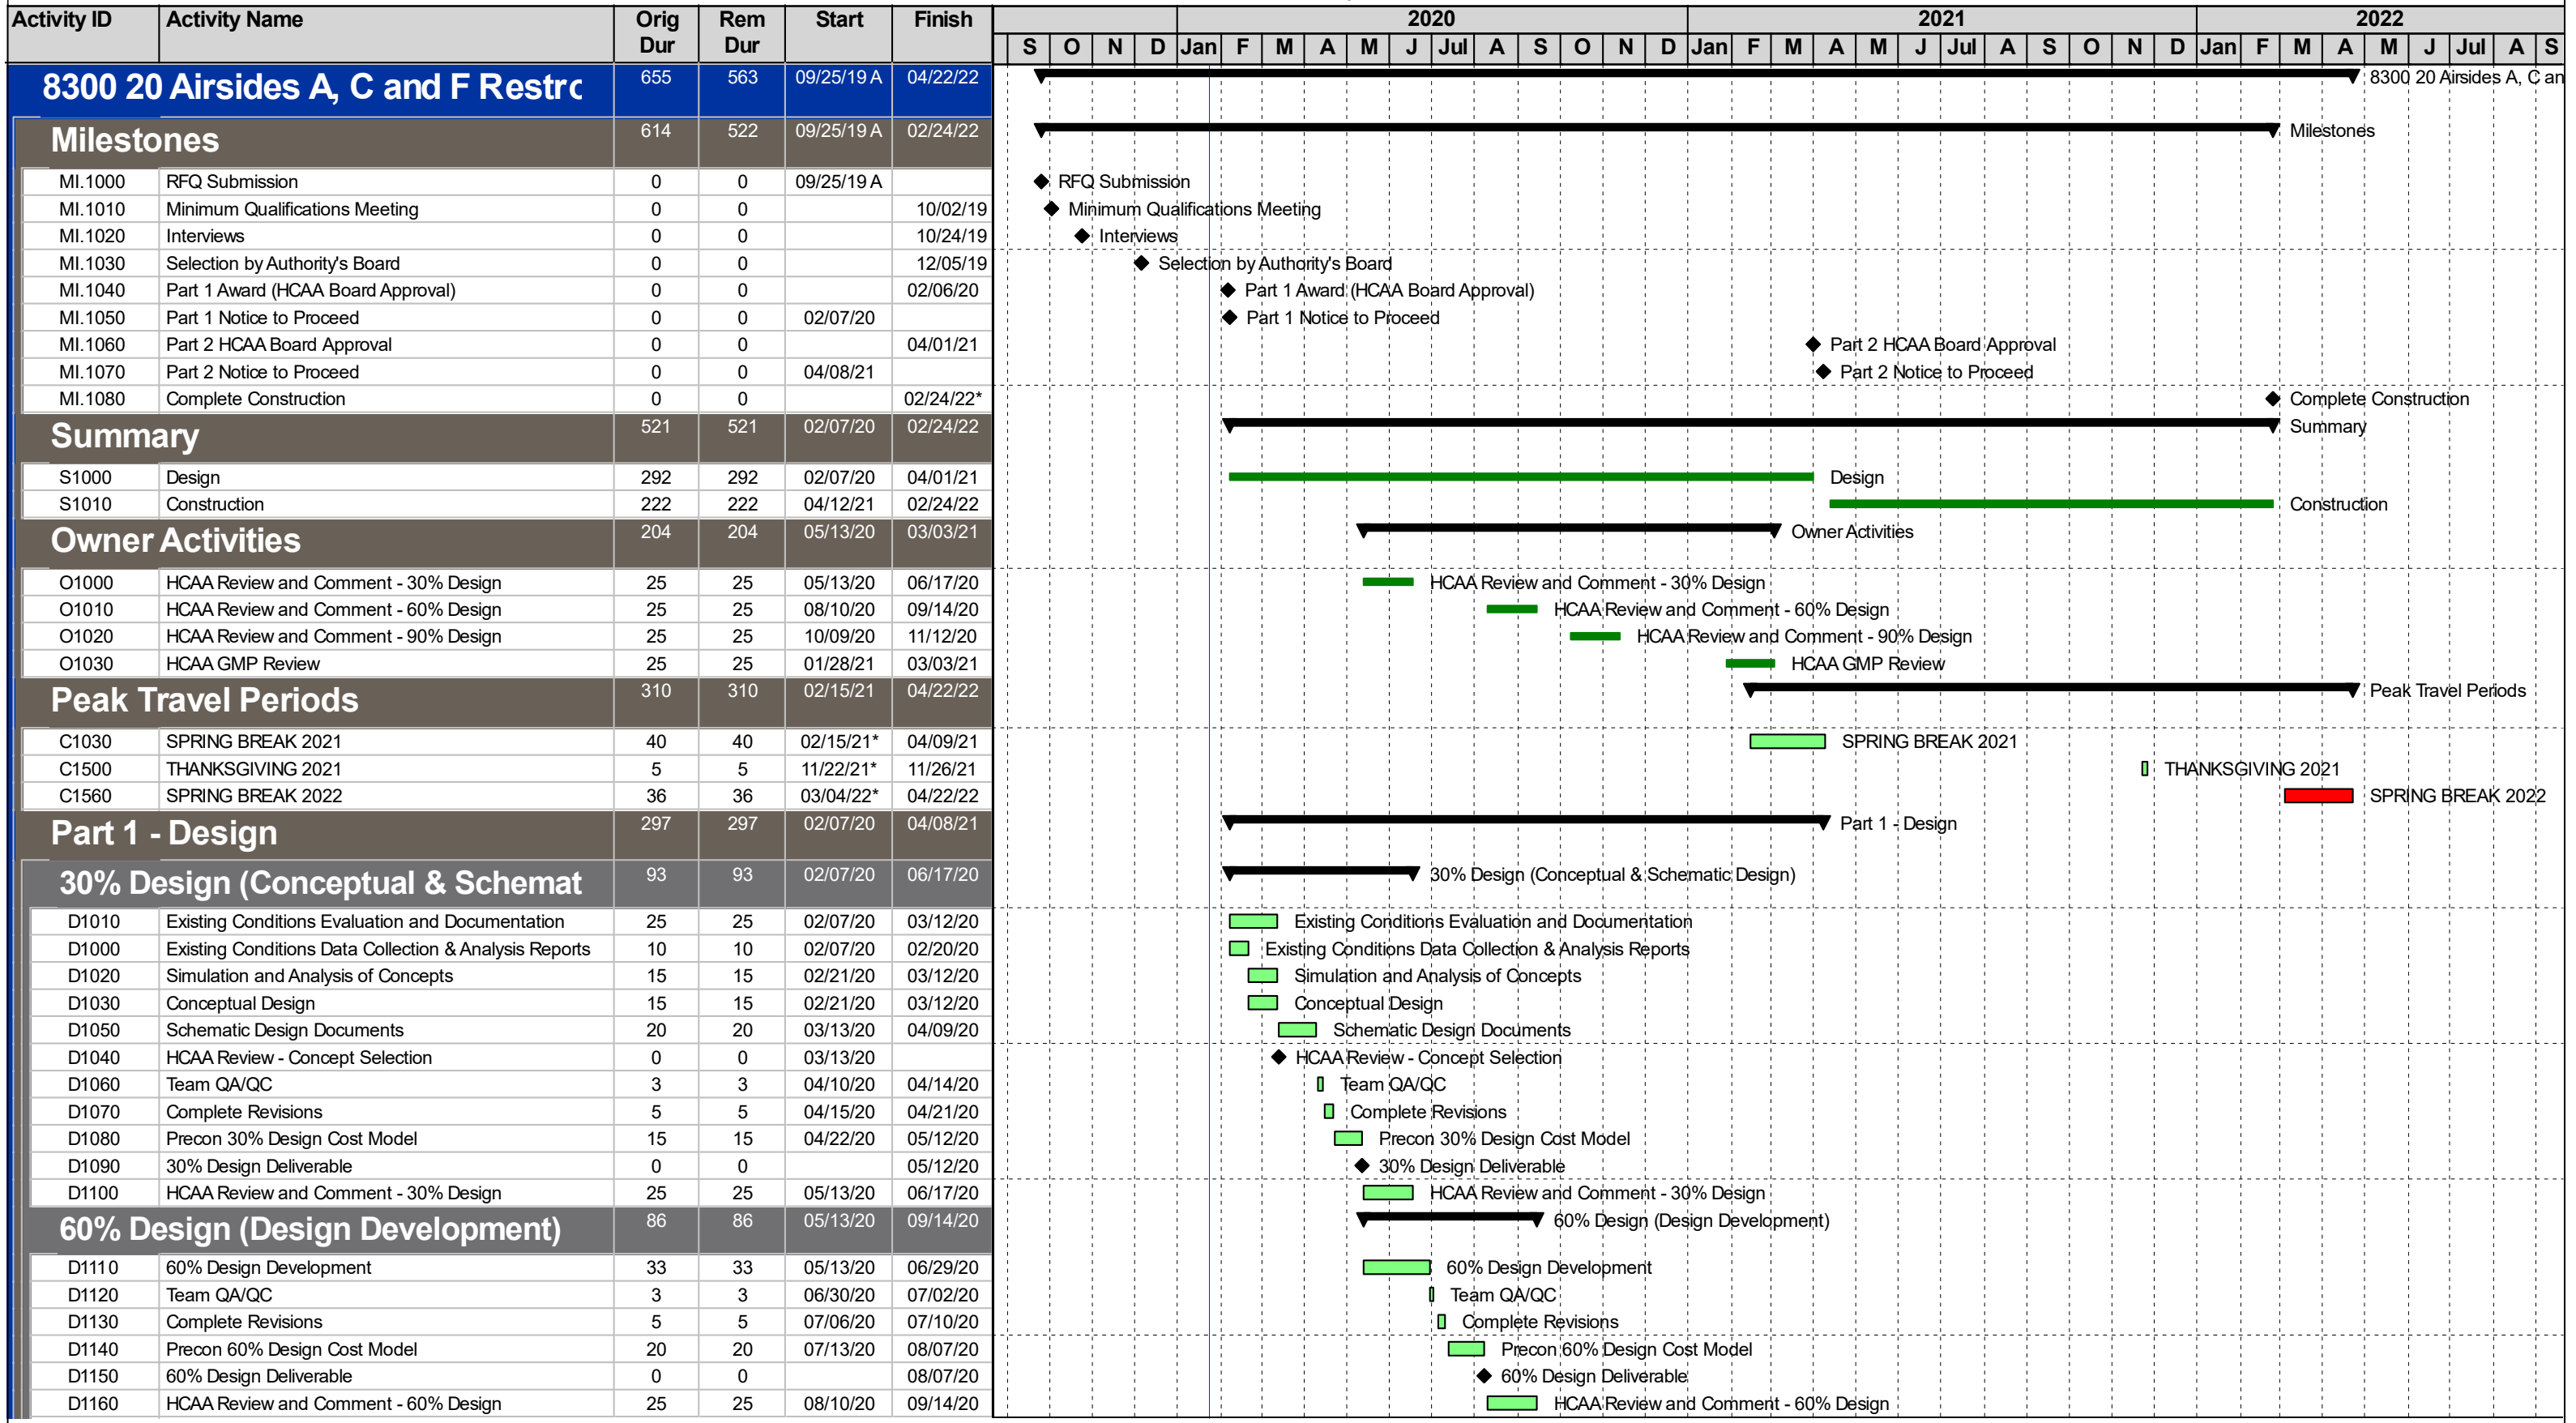 Activity ID Activity Name Orig Dur Rem Dur Start Finish
2020 2021 2022
S O N D Jan F M A M J Jul A S O N D Jan F M A M J Jul A S O N D Jan F M A M J Jul A S
8300 20 Airsides A, C and F Restro 655 563 09/25/19 A 04/22/22 8300 20 Airsides A, C an
Milestones 614 522 09/25/19 A 02/24/22 Milestones
MI.1000 RFQ Submission 0 0 09/25/19 A RFQ Submission
MI.1010 Minimum Qualifications Meeting 0 0 10/02/19 Minimum Qualifications Meeting
MI.1020 Interviews 0 0 10/24/19 Interviews
MI.1030 Selection by Authority's Board 0 0 12/05/19 Selection by Authority's Board
MI.1040 Part 1 Award (HCAA Board Approval) 0 0 02/06/20 Part 1 Award (HCAA Board Approval)
MI.1050 Part 1 Notice to Proceed 0 0 02/07/20 Part 1 Notice to Proceed
MI.1060 Part 2 HCAA Board Approval 0 0 04/01/21 Part 2 HCAA Board Approval
MI.1070 Part 2 Notice to Proceed 0 0 04/08/21 Part 2 Notice to Proceed
MI.1080 Complete Construction 0 0 02/24/22* Complete Construction
Summary 521 521 02/07/20 02/24/22 Summary
S1000 Design 292 292 02/07/20 04/01/21 Design
S1010 Construction 222 222 04/12/21 02/24/22 Construction
Owner Activities 204 204 05/13/20 03/03/21 Owner Activities
O1000 HCAA Review and Comment - 30% Design 25 25 05/13/20 06/17/20 HCAA Review and Comment - 30% Design
O1010 HCAA Review and Comment - 60% Design 25 25 08/10/20 09/14/20 HCAA Review and Comment - 60% Design
O1020 HCAA Review and Comment - 90% Design 25 25 10/09/20 11/12/20 HCAA Review and Comment - 90% Design
O1030 HCAA GMP Review 25 25 01/28/21 03/03/21 HCAA GMP Review
Peak Travel Periods 310 310 02/15/21 04/22/22 Peak Travel Periods
C1030 SPRING BREAK 2021 40 40 02/15/21* 04/09/21 SPRING BREAK 2021
C1500 THANKSGIVING 2021 5 5 11/22/21* 11/26/21 THANKSGIVING 2021
C1560 SPRING BREAK 2022 36 36 03/04/22* 04/22/22 SPRING BREAK 2022
Part 1 - Design 297 297 02/07/20 04/08/21 Part 1 - Design
30% Design (Conceptual & Schemat 93 93 02/07/20 06/17/20 30% Design (Conceptual & Schematic Design)
D1010 Existing Conditions Evaluation and Documentation 25 25 02/07/20 03/12/20 Existing Conditions Evaluation and Documentation
D1000 Existing Conditions Data Collection & Analysis Reports 10 10 02/07/20 02/20/20 Existing Conditions Data Collection & Analysis Reports
D1020 Simulation and Analysis of Concepts 15 15 02/21/20 03/12/20 Simulation and Analysis of Concepts
D1030 Conceptual Design 15 15 02/21/20 03/12/20 Conceptual Design
D1050 Schematic Design Documents 20 20 03/13/20 04/09/20 Schematic Design Documents
D1040 HCAA Review - Concept Selection 0 0 03/13/20 HCAA Review - Concept Selection
D1060 Team QA/QC 3 3 04/10/20 04/14/20 Team QA/QC
D1070 Complete Revisions 5 5 04/15/20 04/21/20 Complete Revisions
D1080 Precon 30% Design Cost Model 15 15 04/22/20 05/12/20 Precon 30% Design Cost Model
D1090 30% Design Deliverable 0 0 05/12/20 30% Design Deliverable
D1100 HCAA Review and Comment - 30% Design 25 25 05/13/20 06/17/20 HCAA Review and Comment - 30% Design
60% Design (Design Development) 86 86 05/13/20 09/14/20 60% Design (Design Development)
D1110 60% Design Development 33 33 05/13/20 06/29/20 60% Design Development
D1120 Team QA/QC 3 3 06/30/20 07/02/20 Team QA/QC
D1130 Complete Revisions 5 5 07/06/20 07/10/20 Complete Revisions
D1140 Precon 60% Design Cost Model 20 20 07/13/20 08/07/20 Precon 60% Design Cost Model
D1150 60% Design Deliverable 0 0 08/07/20 60% Design Deliverable
D1160 HCAA Review and Comment - 60% Design 25 25 08/10/20 09/14/20 HCAA Review and Comment - 60% Design